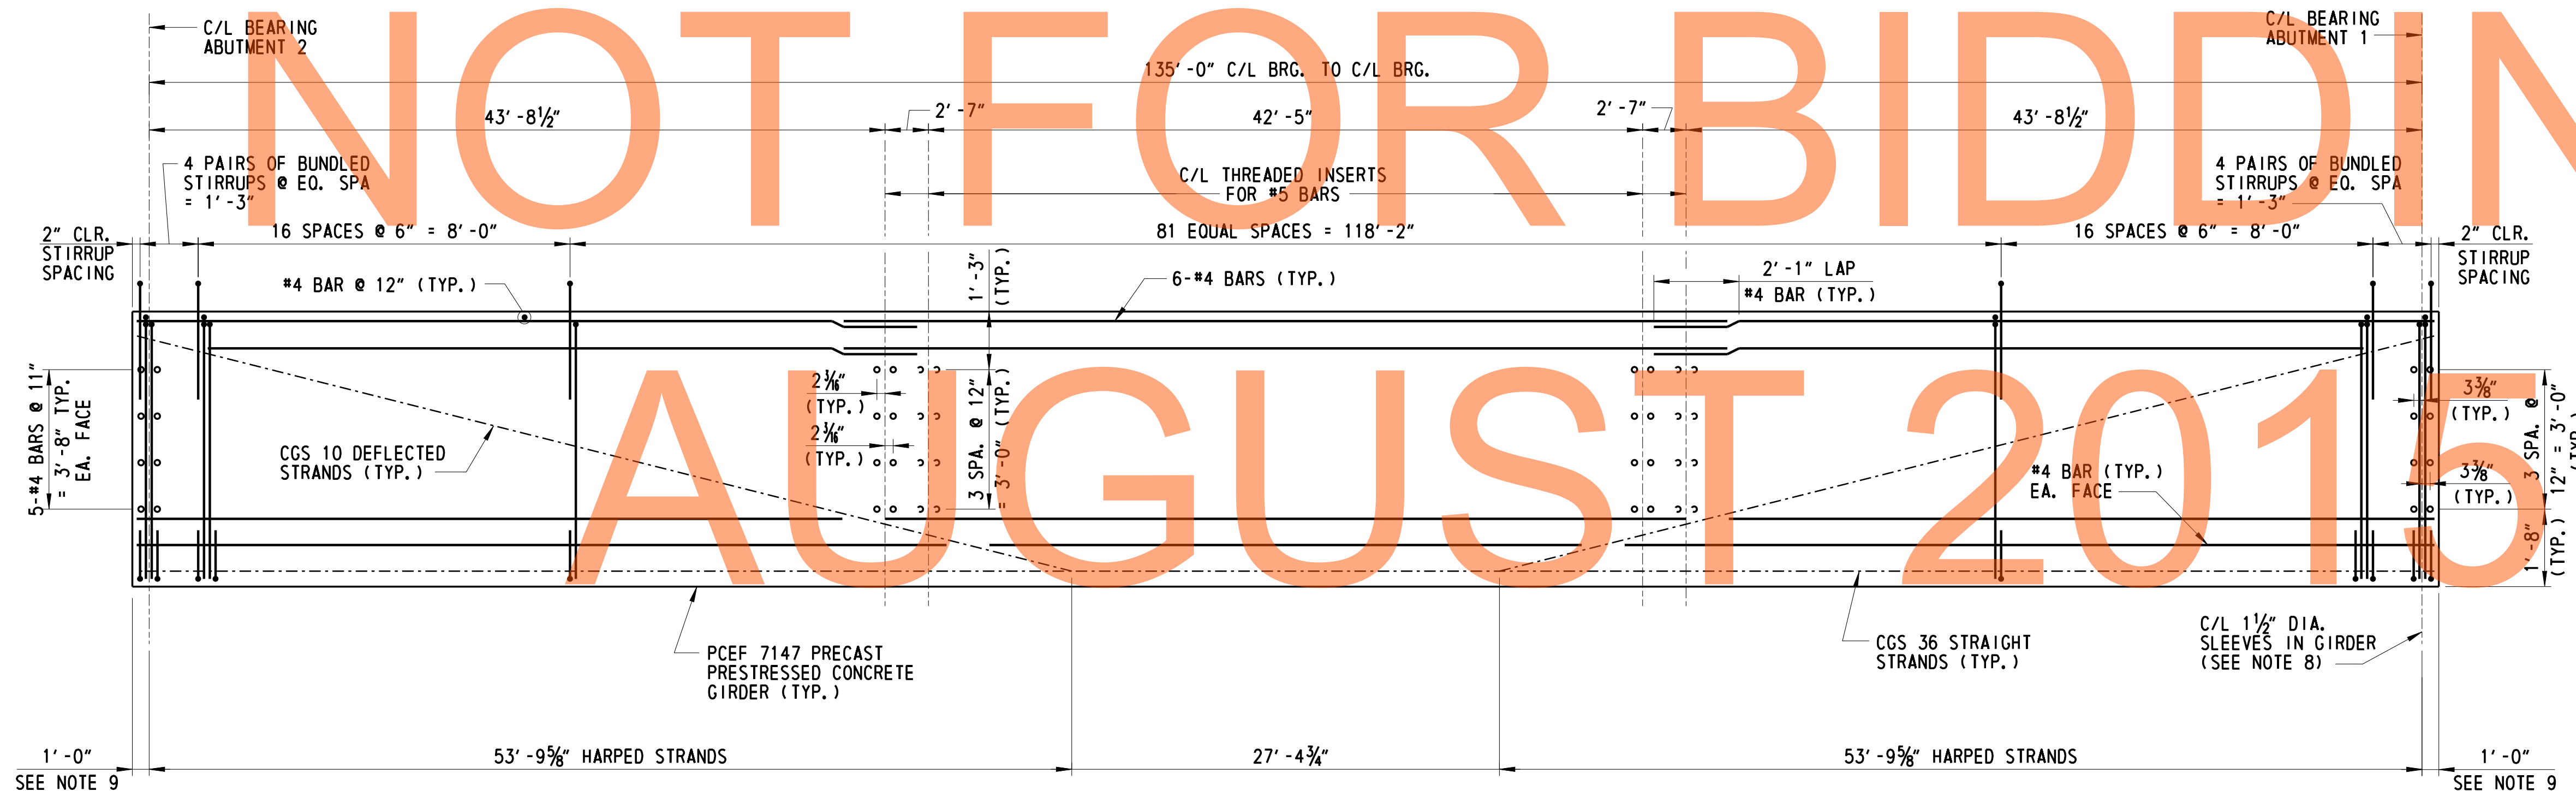 C/L BEARING
ABUTMENT 2
C/L BEARING
ABUTMENT 1
NOT FOR BIDDIN
135'-0" C/L BRG. TO C/L BRG.
43'-8½"
2'-7"
42'-5"
2'-7"
43'-8½"
4 PAIRS OF BUNDLED
STIRRUPS @ EQ. SPA
= 1'-3"
C/L THREADED INSERTS
FOR #5 BARS
4 PAIRS OF BUNDLED
STIRRUPS @ EQ. SPA
= 1'-3"
2" CLR.
STIRRUP
SPACING
16 SPACES @ 6" = 8'-0"
81 EQUAL SPACES = 118'-2"
16 SPACES @ 6" = 8'-0"
2" CLR.
STIRRUP
SPACING
#4 BAR @ 12" (TYP.)
1'-3"
(TYP.)
6-#4 BARS (TYP.)
2'-1" LAP
#4 BAR (TYP.)
AUGUST 2015
5-#4 BARS @ 11"
= 3'-8" TYP.
EA. FACE
CGS 10 DEFLECTED
STRANDS (TYP.)
2³⁄₁₆"
(TYP.)
2³⁄₁₆"
(TYP.)
3 SPA. @ 12"
= 3'-0" (TYP.)
#4 BAR (TYP.)
EA. FACE
3⅜"
(TYP.)
3⅜"
(TYP.)
3 SPA. @
12" = 3'-0"
(TYP.)
1'-8"
(TYP.)
PCEF 7147 PRECAST
PRESTRESSED CONCRETE
GIRDER (TYP.)
CGS 36 STRAIGHT
STRANDS (TYP.)
C/L 1½" DIA.
SLEEVES IN GIRDER
(SEE NOTE 8)
1'-0"
SEE NOTE 9
53'-9⅝" HARPED STRANDS
27'-4¾"
53'-9⅝" HARPED STRANDS
1'-0"
SEE NOTE 9